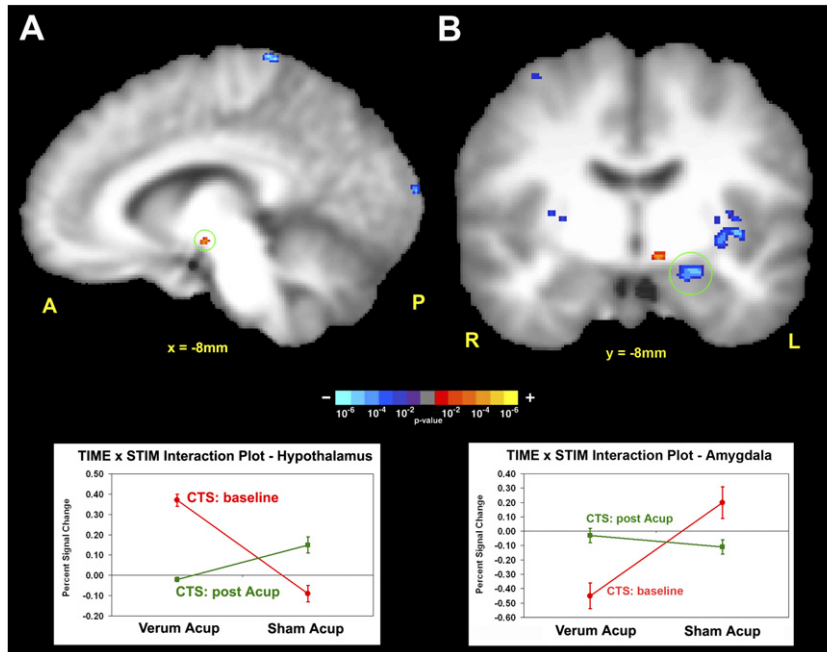 A B
A P
x = -8mm
R L
y = -8mm
− +
10⁻⁶ 10⁻⁴ 10⁻² 10⁻² 10⁻⁴ 10⁻⁶
p-value
TIME x STIM Interaction Plot - Hypothalamus
Percent Signal Change
0.50
0.40
0.30
0.20
0.10
0.00
-0.10
-0.20
CTS: baseline
CTS: post Acup
Verum Acup Sham Acup
TIME x STIM Interaction Plot - Amygdala
Percent Signal Change
0.40
0.30
0.20
0.10
0.00
-0.10
-0.20
-0.30
-0.40
-0.50
-0.60
CTS: post Acup
CTS: baseline
Verum Acup Sham Acup